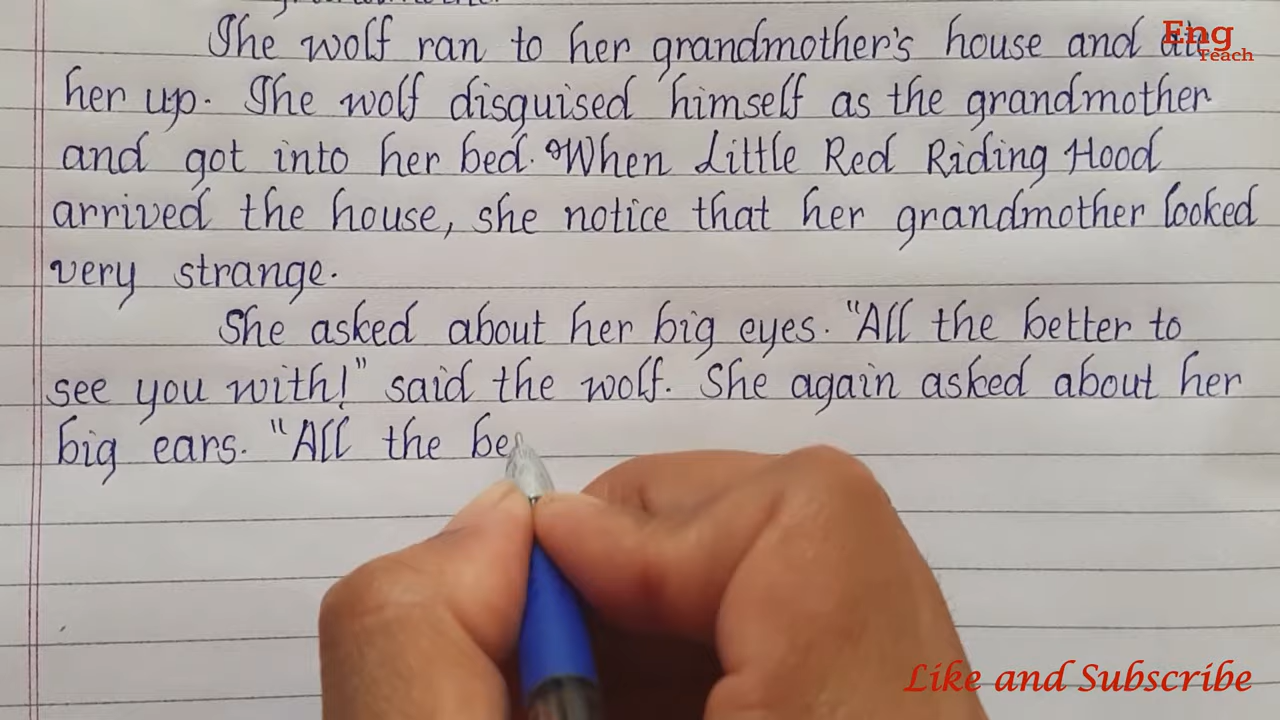 The wolf ran to her grandmother's house and ate
her up. The wolf disguised himself as the grandmother
and got into her bed. When Little Red Riding Hood
arrived the house, she notice that her grandmother looked
very strange.
She asked about her big eyes. "All the better to
see you with!" said the wolf. She again asked about her
big ears. "All the be
Eng
Teach
Like and Subscribe